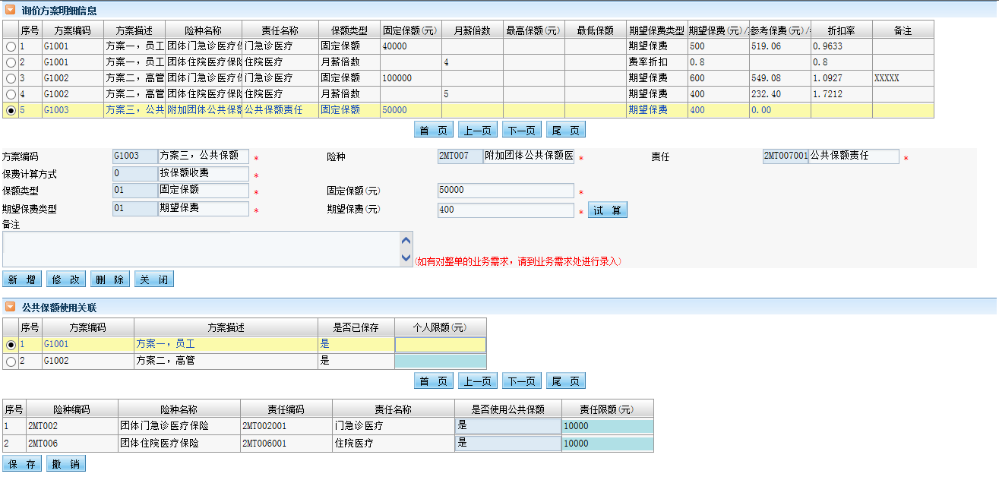 询价方案明细信息
序号 方案编码 方案描述 险种名称 责任名称 保额类型 固定保额(元) 月薪倍数 最高保额(元) 最低保额 期望保费类型 期望保费(元)/ 参考保费(元)/ 折扣率 备注
1 G1001 方案一，员工 团体门急诊医疗保 门急诊医疗 固定保额 40000 期望保费 500 519.06 0.9633
2 G1001 方案一，员工 团体住院医疗保险 住院医疗 月薪倍数 4 费率折扣 0.8 0.8
3 G1002 方案二，高管 团体门急诊医疗保 门急诊医疗 固定保额 100000 期望保费 600 549.08 1.0927 XXXXX
4 G1002 方案二，高管 团体住院医疗保险 住院医疗 月薪倍数 5 期望保费 400 232.40 1.7212
5 G1003 方案三，公共 附加团体公共保额 公共保额责任 固定保额 50000 期望保费 400 0.00
首 页 上一页 下一页 尾 页
方案编码 G1003 方案三，公共保额 * 险种 2MT007 附加团体公共保额医 * 责任 2MT007001 公共保额责任 *
保费计算方式 0 按保额收费 *
保额类型 01 固定保额 * 固定保额(元) 50000 *
期望保费类型 01 期望保费 * 期望保费(元) 400 * 试 算
备注
(如有对整单的业务需求，请到业务需求处进行录入)
新 增 修 改 删 除 关 闭
公共保额使用关联
序号 方案编码 方案描述 是否已保存 个人限额(元)
1 G1001 方案一，员工 是
2 G1002 方案二，高管 是
首 页 上一页 下一页 尾 页
序号 险种编码 险种名称 责任编码 责任名称 是否使用公共保额 责任限额(元)
1 2MT002 团体门急诊医疗保险 2MT002001 门急诊医疗 是 10000
2 2MT006 团体住院医疗保险 2MT006001 住院医疗 是 10000
保 存 撤 销